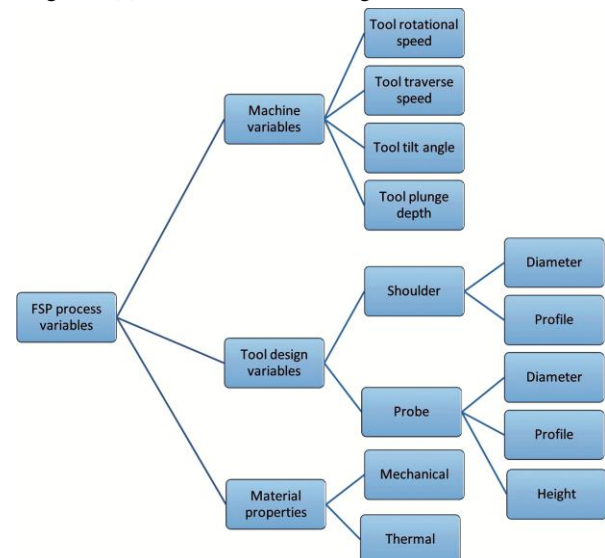 Tool rotational
speed
Tool traverse
speed
Machine
variables
Tool tilt angle
Tool plunge
depth
FSP process
variables
Tool design
variables
Shoulder
Diameter
Profile
Probe
Diameter
Profile
Height
Material
properties
Mechanical
Thermal